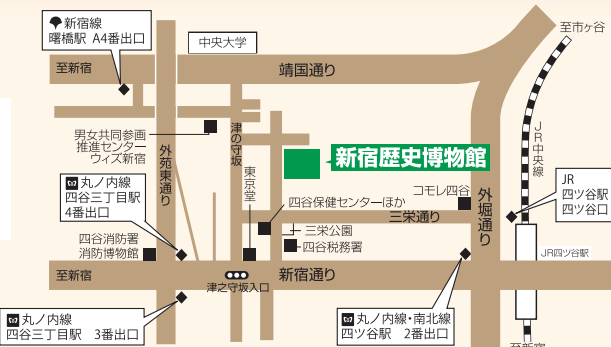 新宿線
曙橋駅 A4番出口
中央大学
至市ヶ谷
至新宿
靖国通り
男女共同参画
推進センター
ウィズ新宿
津の守坂
外苑東通り
新宿歴史博物館
JR中央線
丸ノ内線
四谷三丁目駅
4番出口
東京堂
四谷保健センターほか
コモレ四谷
三栄通り
外堀通り
JR
四ツ谷駅
四ツ谷口
三栄公園
四谷税務署
四谷消防署
消防博物館
JR四ツ谷駅
至新宿
新宿通り
津之守坂入口
丸ノ内線
四谷三丁目駅 3番出口
丸ノ内線・南北線
四ツ谷駅 2番出口
至新宿